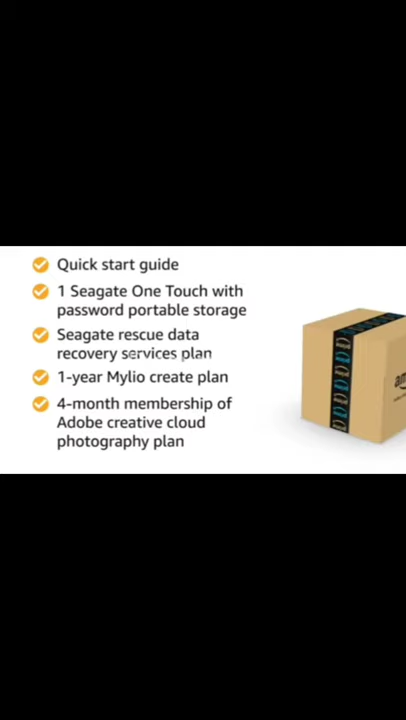 Quick start guide
1 Seagate One Touch with
password portable storage
Seagate rescue data
recovery services plan
1-year Mylio create plan
4-month membership of
Adobe creative cloud
photography plan